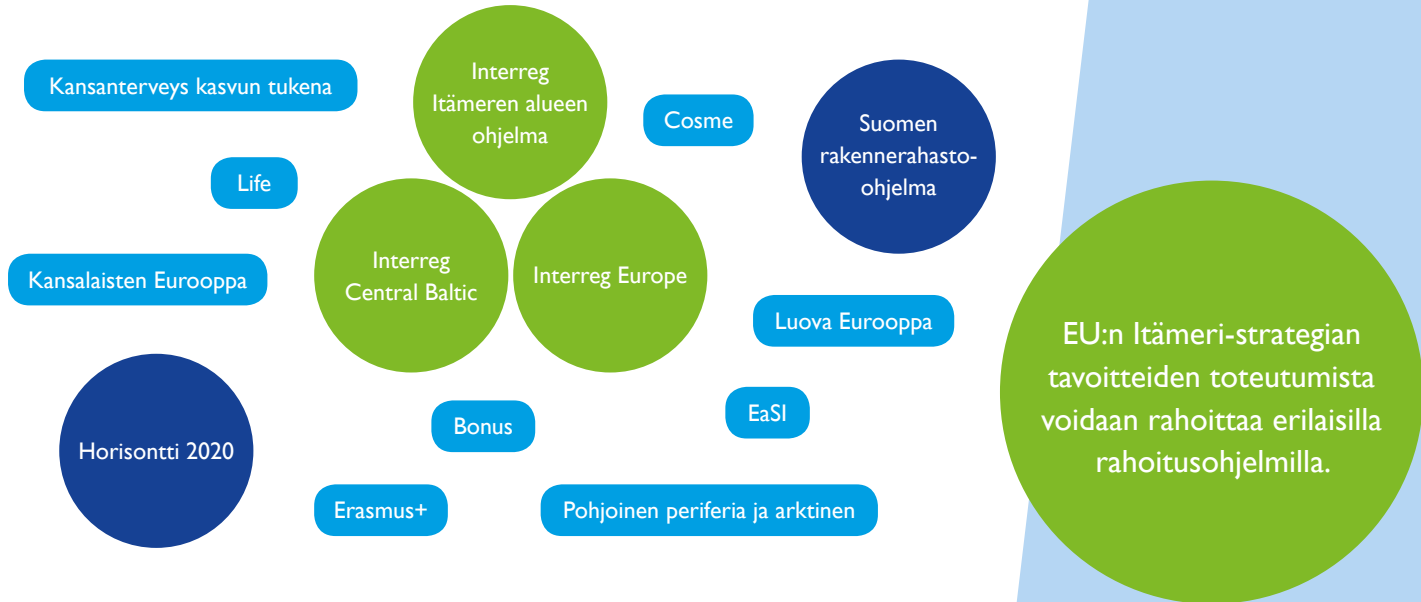 Kansanterveys kasvun tukena
Interreg
Itämeren alueen
ohjelma
Cosme
Suomen
rakennerahasto-
ohjelma
Life
Kansalaisten Eurooppa
Interreg
Central Baltic
Interreg Europe
Luova Eurooppa
Horisontti 2020
Bonus
EaSI
Erasmus+
Pohjoinen periferia ja arktinen
EU:n Itämeri-strategian
tavoitteiden toteutumista
voidaan rahoittaa erilaisilla
rahoitusohjelmilla.